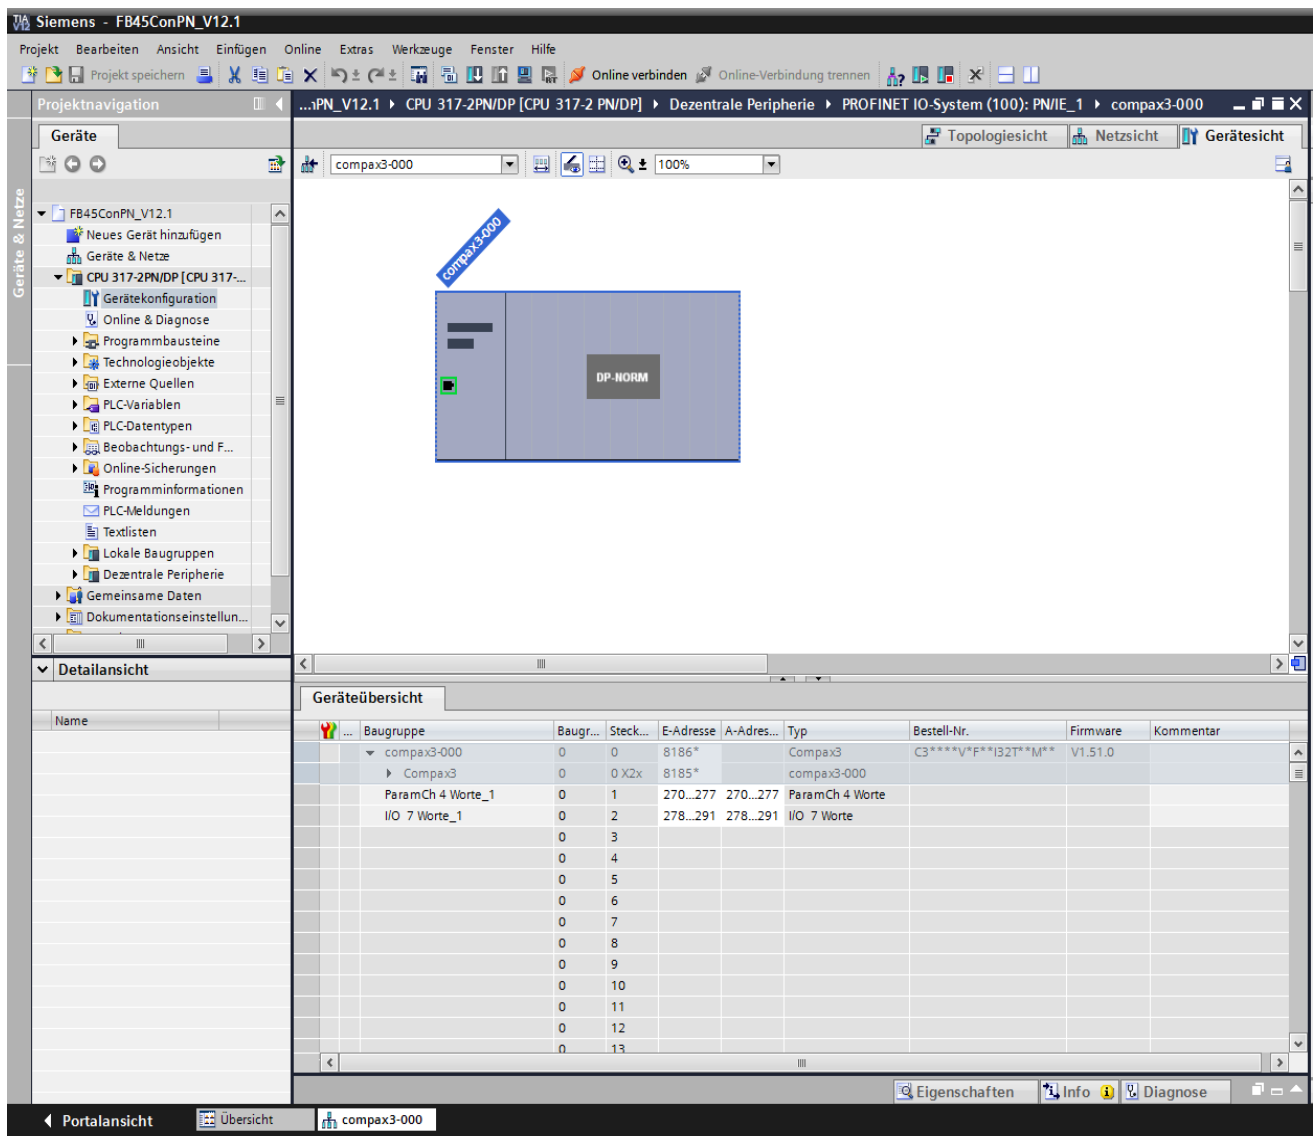 Siemens - FB45ConPN_V12.1
Projekt Bearbeiten Ansicht Einfügen Online Extras Werkzeuge Fenster Hilfe
Projekt speichern Online verbinden Online-Verbindung trennen
Projektnavigation
...ıPN_V12.1 CPU 317-2PN/DP [CPU 317-2 PN/DP] Dezentrale Peripherie PROFINET IO-System (100): PN/IE_1 compax3-000
Geräte
Topologiesicht Netzsicht Gerätesicht
compax3-000 100%
Geräte & Netze
FB45ConPN_V12.1
Neues Gerät hinzufügen
Geräte & Netze
CPU 317-2PN/DP [CPU 317-...
Gerätekonfiguration
Online & Diagnose
Programmbausteine
Technologieobjekte
Externe Quellen
PLC-Variablen
PLC-Datentypen
Beobachtungs- und F...
Online-Sicherungen
Programminformationen
PLC-Meldungen
Textlisten
Lokale Baugruppen
Dezentrale Peripherie
Gemeinsame Daten
Dokumentationseinstellun...
compax3-000
DP-NORM
Detailansicht
Name
Geräteübersicht
... Baugruppe Baugr... Steck... E-Adresse A-Adres... Typ Bestell-Nr. Firmware Kommentar
compax3-000 0 0 8186* Compax3 C3****V*F**I32T**M** V1.51.0
Compax3 0 0 X2x 8185* compax3-000
ParamCh 4 Worte_1 0 1 270...277 270...277 ParamCh 4 Worte
I/O 7 Worte_1 0 2 278...291 278...291 I/O 7 Worte
0 3
0 4
0 5
0 6
0 7
0 8
0 9
0 10
0 11
0 12
0 13
Eigenschaften Info Diagnose
Portalansicht Übersicht compax3-000